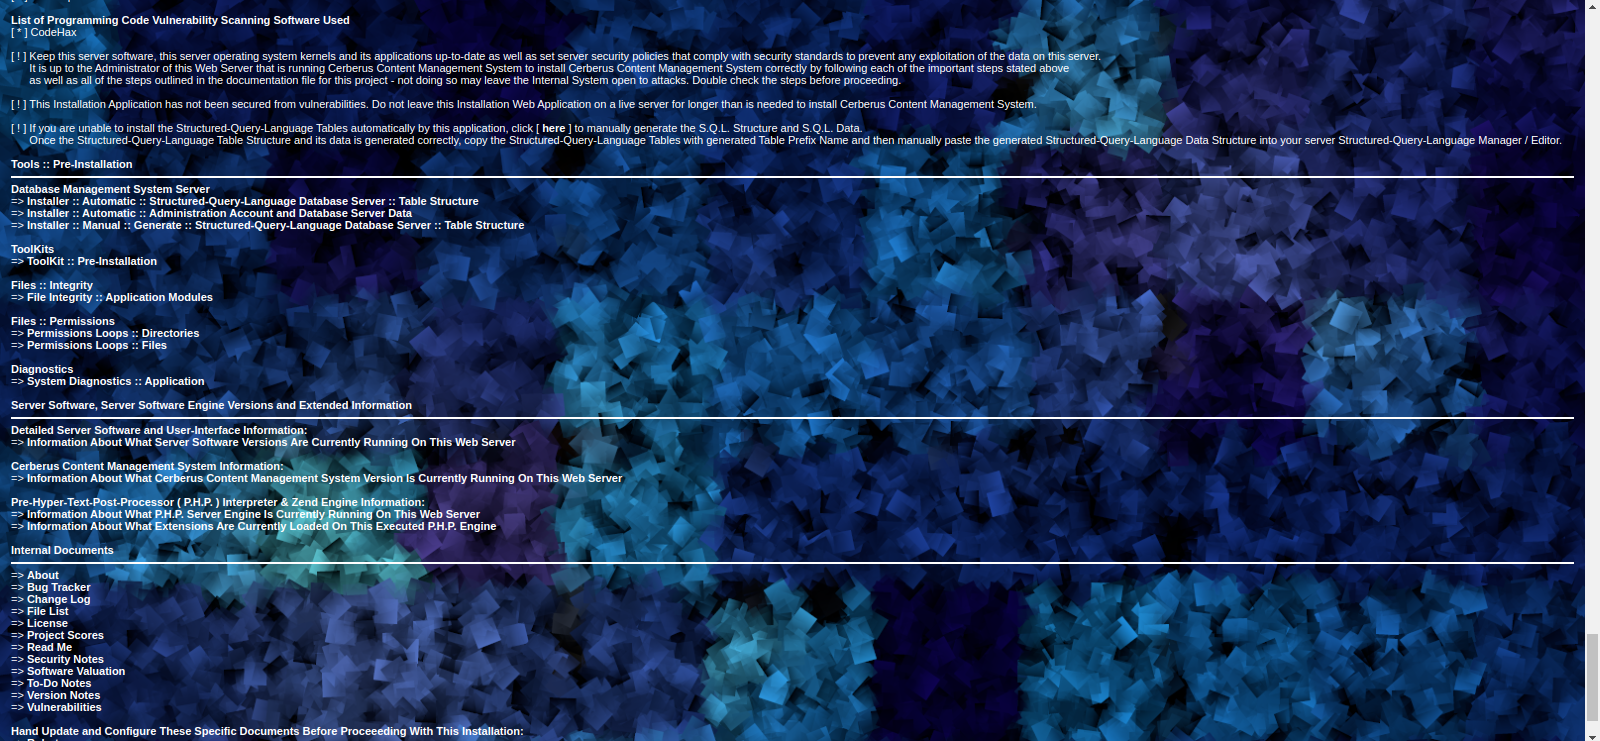 List of Programming Code Vulnerability Scanning Software Used
[ * ] CodeHax
[ ! ] Keep this server software, this server operating system kernels and its applications up-to-date as well as set server security policies that comply with security standards to prevent any exploitation of the data on this server.
It is up to the Administrator of this Web Server that is running Cerberus Content Management System to install Cerberus Content Management System correctly by following each of the important steps stated above
as well as all of the steps outlined in the documentation file for this project - not doing so may leave the Internal System open to attacks. Double check the steps before proceeding.
[ ! ] This Installation Application has not been secured from vulnerabilities. Do not leave this Installation Web Application on a live server for longer than is needed to install Cerberus Content Management System.
[ ! ] If you are unable to install the Structured-Query-Language Tables automatically by this application, click [ here ] to manually generate the S.Q.L. Structure and S.Q.L. Data.
Once the Structured-Query-Language Table Structure and its data is generated correctly, copy the Structured-Query-Language Tables with generated Table Prefix Name and then manually paste the generated Structured-Query-Language Data Structure into your server Structured-Query-Language Manager / Editor.
Tools :: Pre-Installation
Database Management System Server
=> Installer :: Automatic :: Structured-Query-Language Database Server :: Table Structure
=> Installer :: Automatic :: Administration Account and Database Server Data
=> Installer :: Manual :: Generate :: Structured-Query-Language Database Server :: Table Structure
ToolKits
=> ToolKit :: Pre-Installation
Files :: Integrity
=> File Integrity :: Application Modules
Files :: Permissions
=> Permissions Loops :: Directories
=> Permissions Loops :: Files
Diagnostics
=> System Diagnostics :: Application
Server Software, Server Software Engine Versions and Extended Information
Detailed Server Software and User-Interface Information:
=> Information About What Server Software Versions Are Currently Running On This Web Server
Cerberus Content Management System Information:
=> Information About What Cerberus Content Management System Version Is Currently Running On This Web Server
Pre-Hyper-Text-Post-Processor ( P.H.P. ) Interpreter & Zend Engine Information:
=> Information About What P.H.P. Server Engine Is Currently Running On This Web Server
=> Information About What Extensions Are Currently Loaded On This Executed P.H.P. Engine
Internal Documents
=> About
=> Bug Tracker
=> Change Log
=> File List
=> License
=> Project Scores
=> Read Me
=> Security Notes
=> Software Valuation
=> To-Do Notes
=> Version Notes
=> Vulnerabilities
Hand Update and Configure These Specific Documents Before Proceeeding With This Installation: